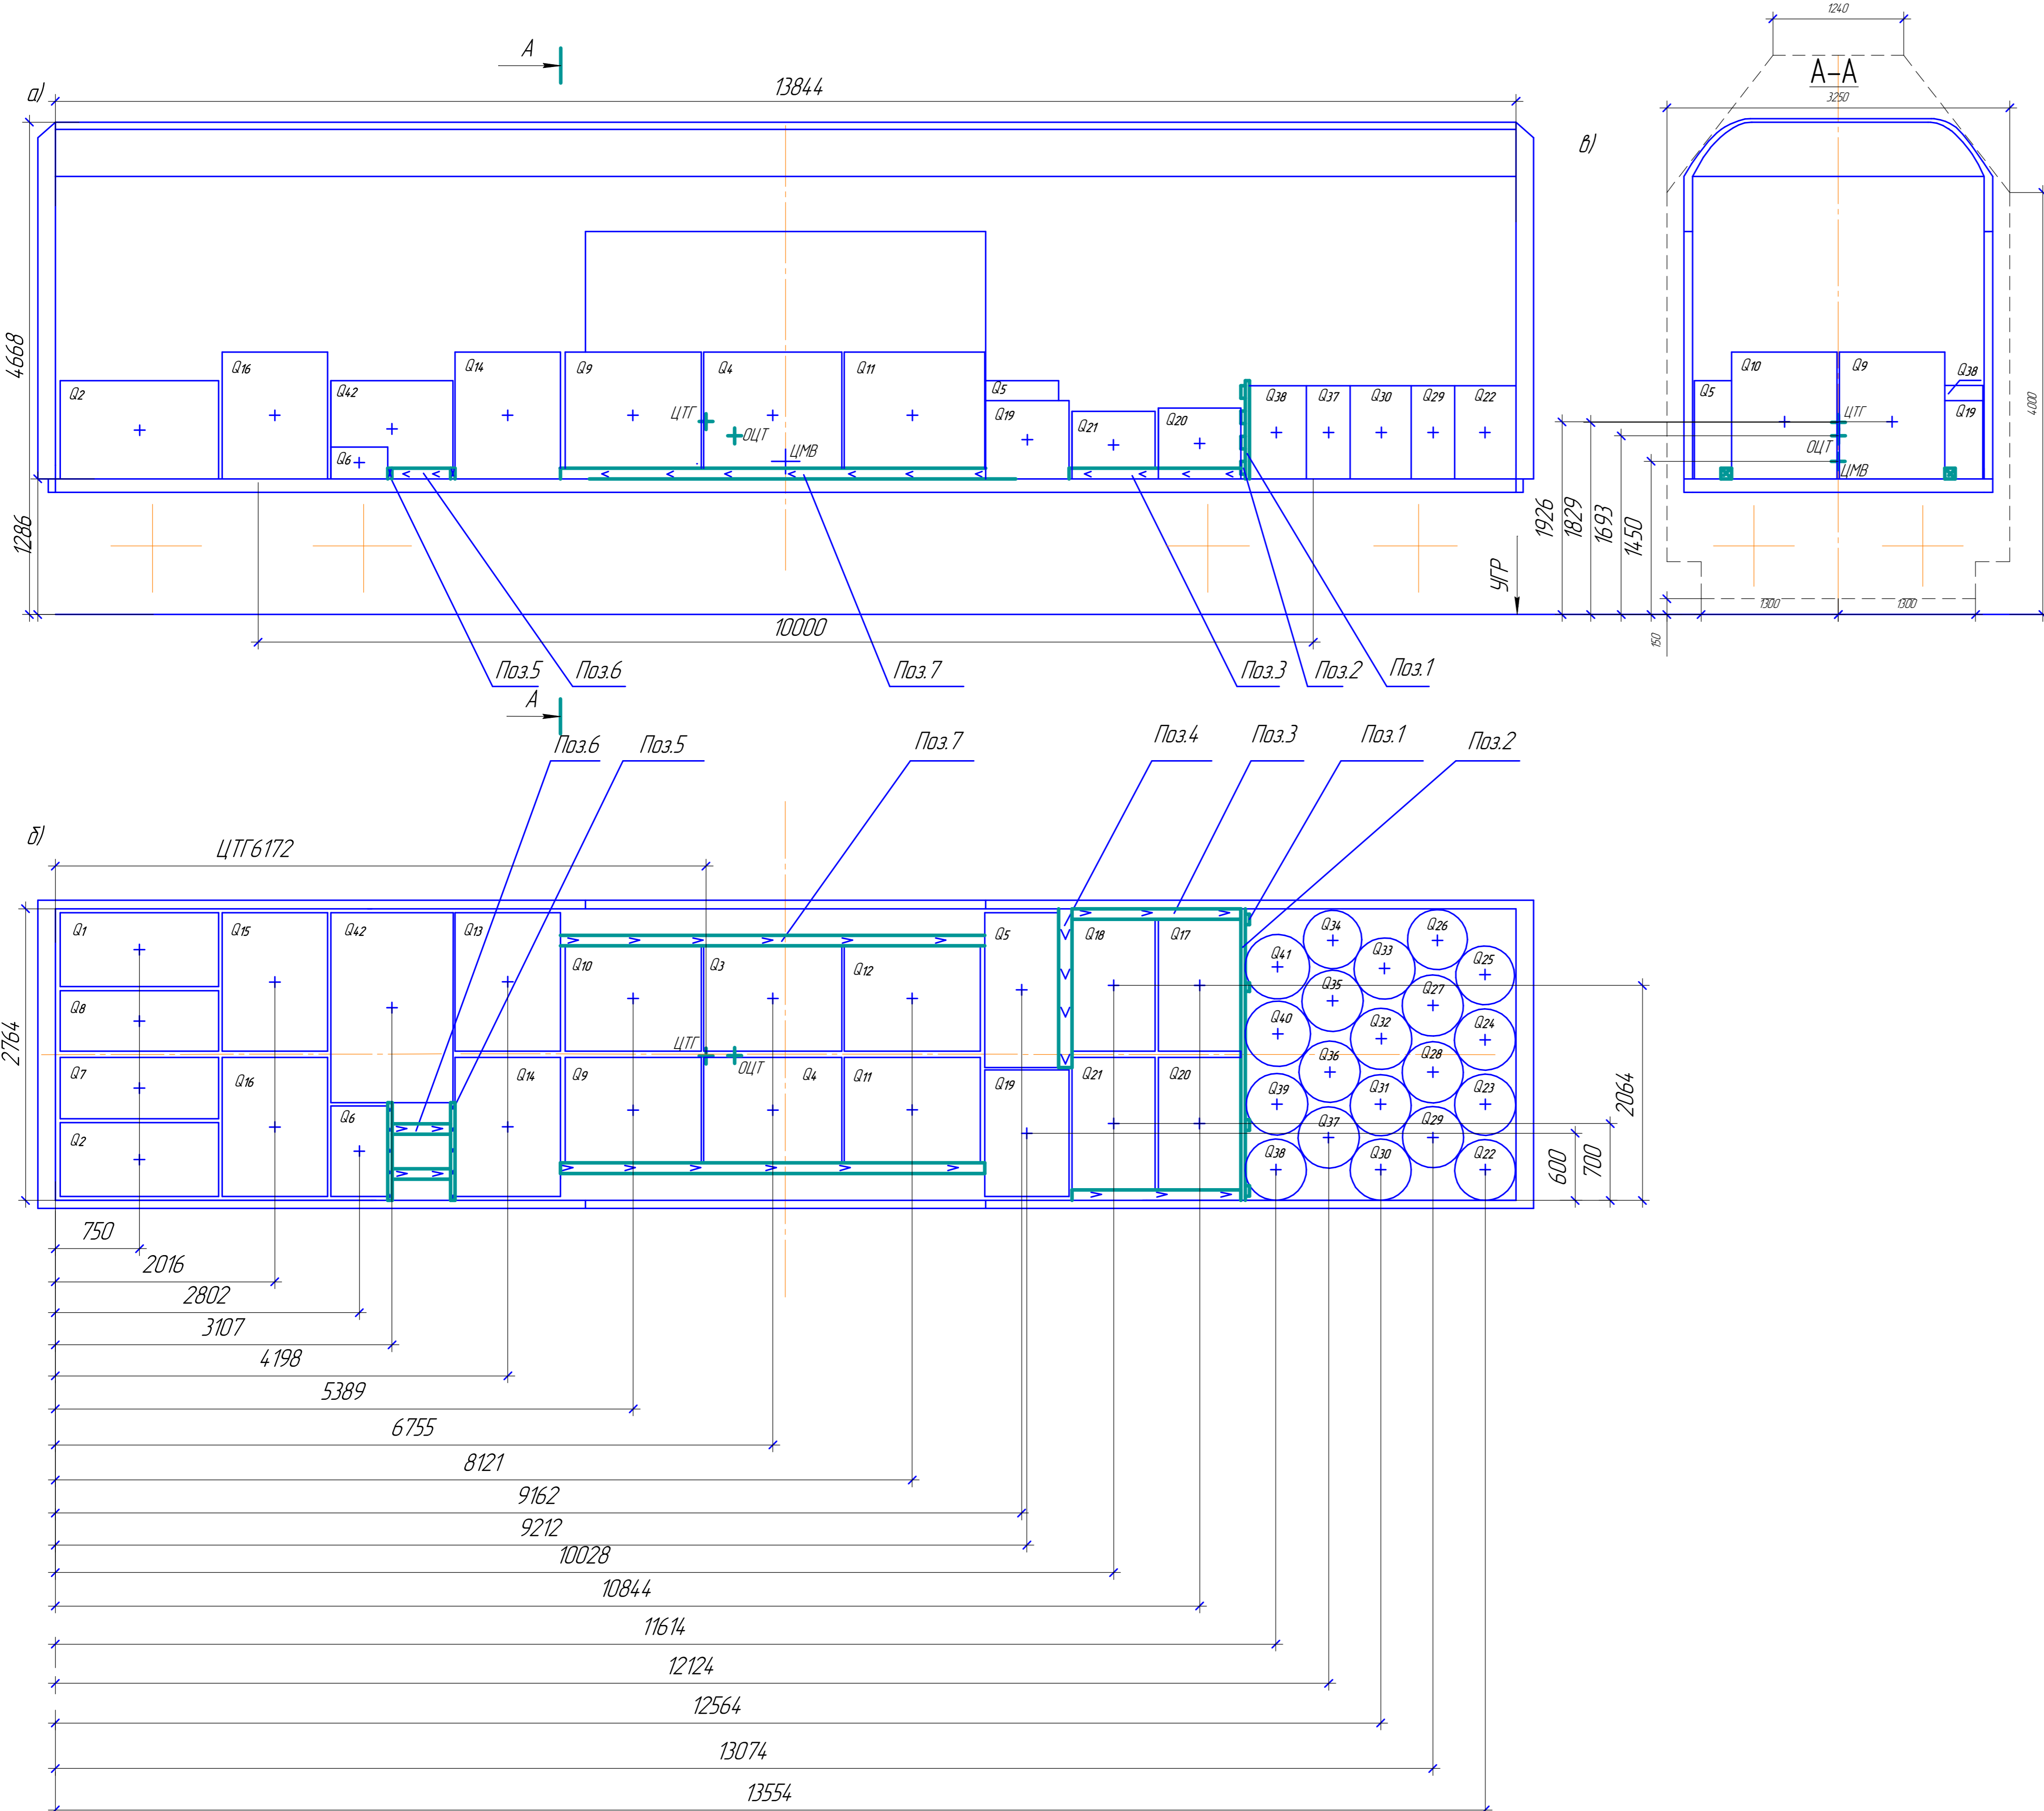 1240
А
А-А
13844
3250
а)
в)
Q16
Q14
Q9
Q4
Q11
Q10
Q9
Q38
Q2
Q42
Q5
Q38
Q37
Q30
Q29
Q22
Q5
4668
ЦТГ
Q19
Q21
Q20
ЦТГ
Q19
4000
ОЦТ
ЦМВ
ОЦТ
Q6
ЦМВ
1286
1926
1829
1693
1450
УГР
1300
1300
10000
150
Поз.5
Поз.6
Поз.7
Поз.3
Поз.2
Поз.1
А
Поз.6
Поз.5
Поз.7
Поз.4
Поз.3
Поз.1
Поз.2
б)
ЦТГ6172
Q1
Q15
Q42
Q13
Q5
Q18
Q17
Q34
Q26
Q10
Q3
Q12
Q41
Q33
Q25
Q8
Q35
Q27
2764
ЦТГ
Q40
Q32
Q24
Q7
Q16
Q14
Q9
ОЦТ
Q4
Q11
Q19
Q21
Q20
Q36
Q28
Q6
Q39
Q31
Q23
2064
Q2
Q37
Q29
Q38
Q30
Q22
600
700
750
2016
2802
3107
4198
5389
6755
8121
9162
9212
10028
10844
11614
12124
12564
13074
13554